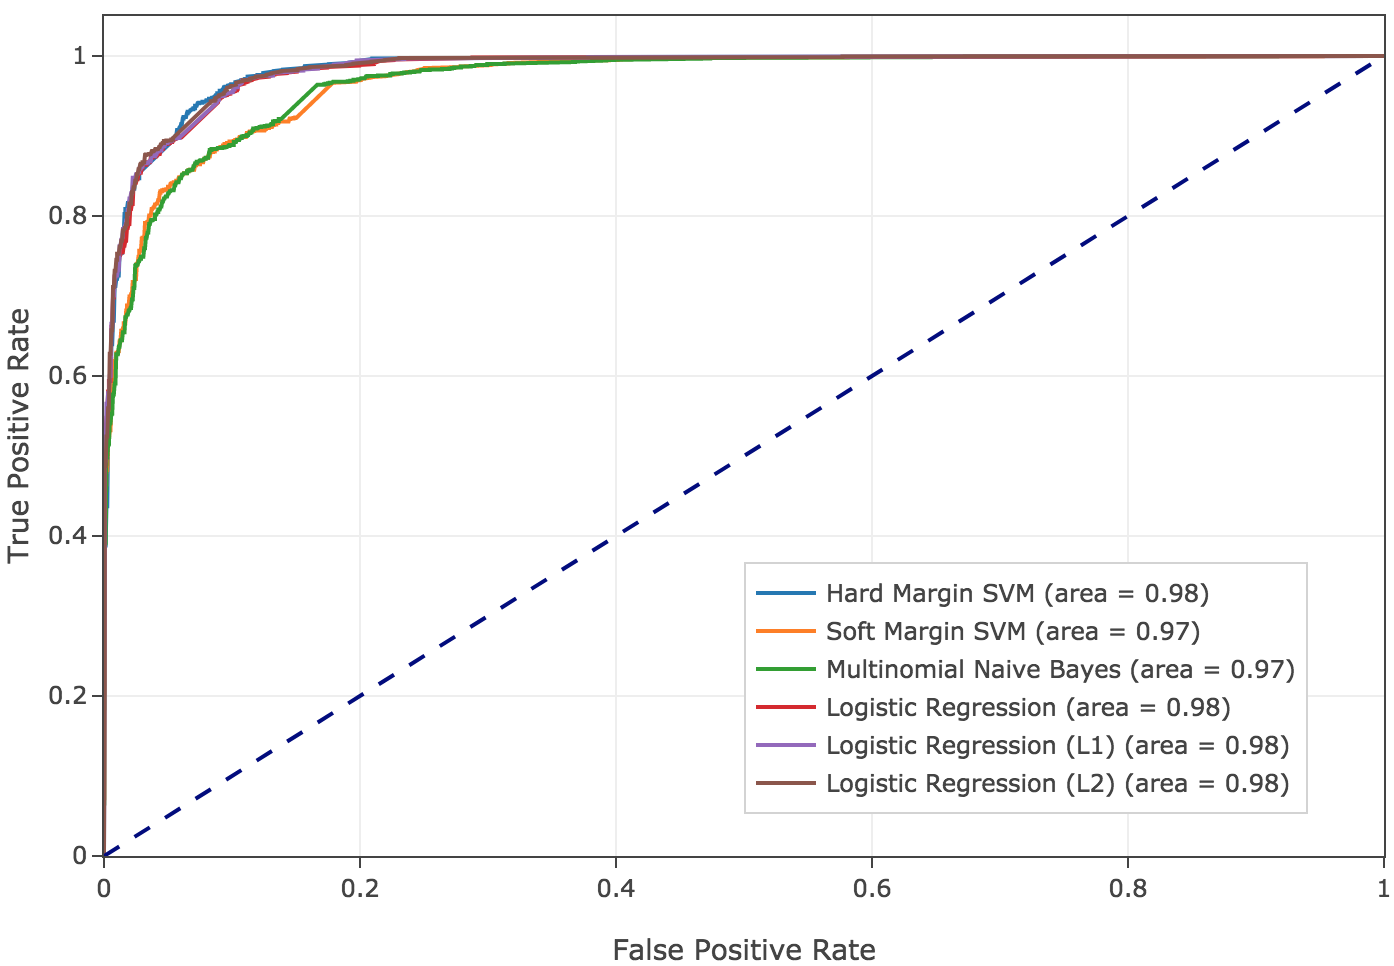 1
0.8
0.6
0.4
0.2
0
True Positive Rate
Hard Margin SVM (area = 0.98)
Soft Margin SVM (area = 0.97)
Multinomial Naive Bayes (area = 0.97)
Logistic Regression (area = 0.98)
Logistic Regression (L1) (area = 0.98)
Logistic Regression (L2) (area = 0.98)
0 0.2 0.4 0.6 0.8 1
False Positive Rate